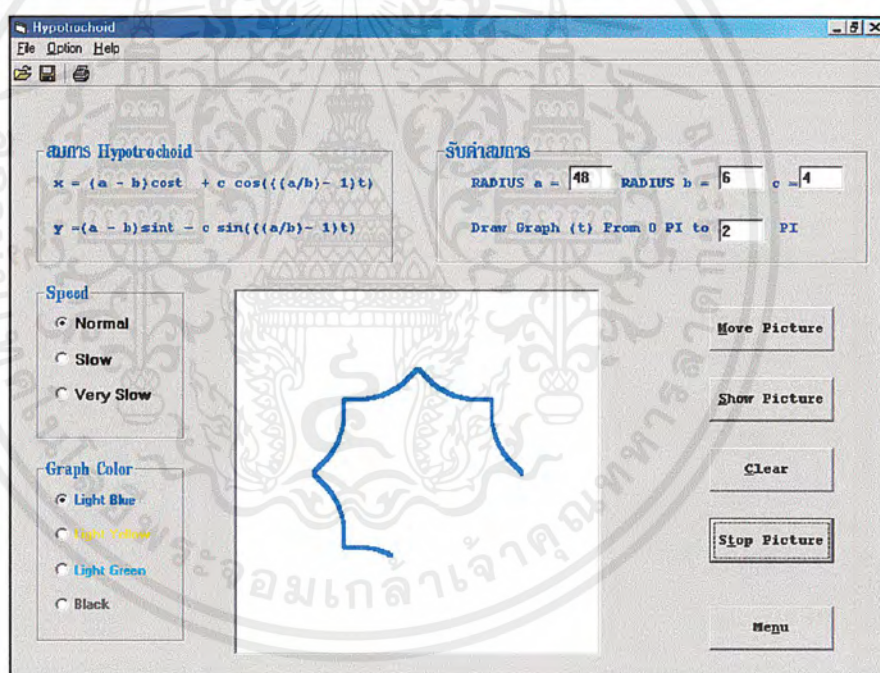 Hypotrochoid
File Option Help
สมการ Hypotrochoid
x = (a - b)cost + c cos(((a/b)- 1)t)
y =(a - b)sint - c sin(((a/b)- 1)t)
รับค่าสมการ
RADIUS a = 48 RADIUS b = 6 c =4
Draw Graph (t) From 0 PI to 2 PI
Speed
Normal
Slow
Very Slow
Graph Color
Light Blue
Light Yellow
Light Green
Black
Move Picture
Show Picture
Clear
Stop Picture
Menu